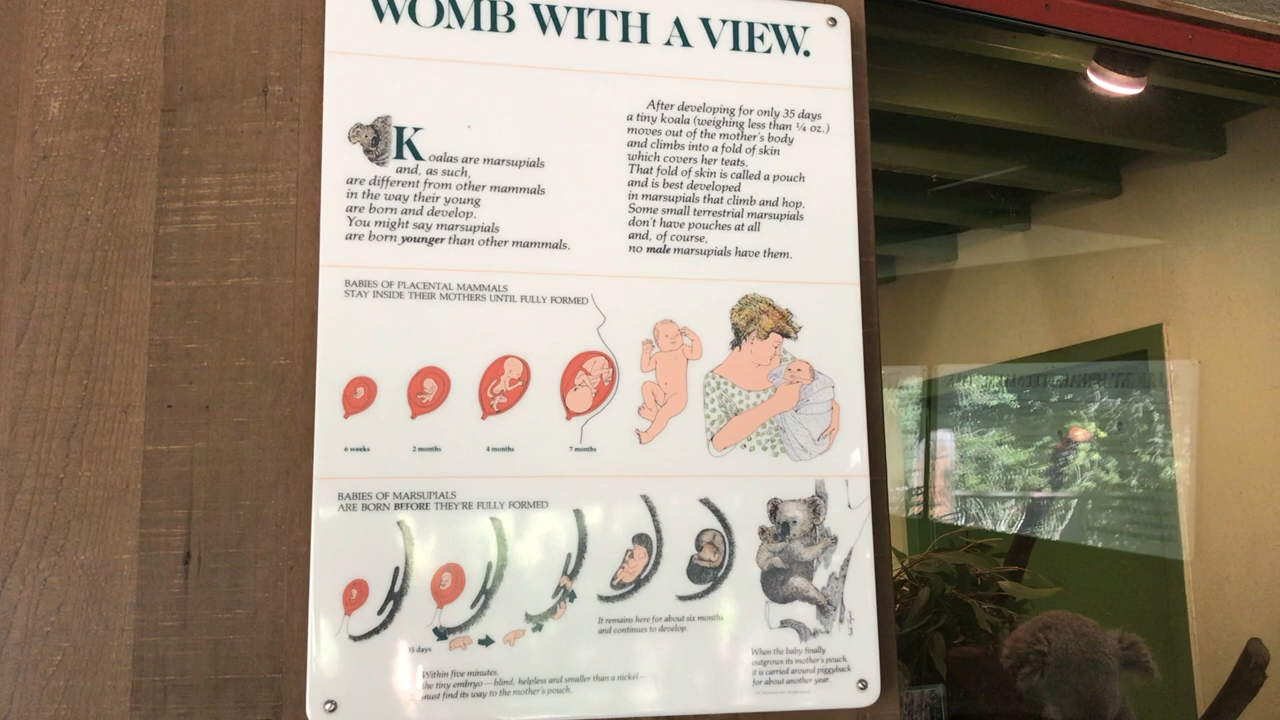 WOMB WITH A VIEW.
Koalas are marsupials
and, as such,
are different from other mammals
in the way their young
are born and develop.
You might say marsupials
are born younger than other mammals.
After developing for only 35 days
a tiny koala (weighing less than ¼ oz.)
moves out of the mother's body
and climbs into a fold of skin
which covers her teats.
That fold of skin is called a pouch
and is best developed
in marsupials that climb and hop.
Some small terrestrial marsupials
don't have pouches at all
and, of course,
no male marsupials have them.
BABIES OF PLACENTAL MAMMALS
STAY INSIDE THEIR MOTHERS UNTIL FULLY FORMED
6 weeks
2 months
4 months
7 months
BABIES OF MARSUPIALS
ARE BORN BEFORE THEY'RE FULLY FORMED
35 days
Within five minutes,
the tiny embryo—blind, helpless and smaller than a nickel—
must find its way to the mother's pouch.
It remains here for about six months
and continues to develop.
When the baby finally
outgrows its mother's pouch,
it is carried around piggyback
for about another year.